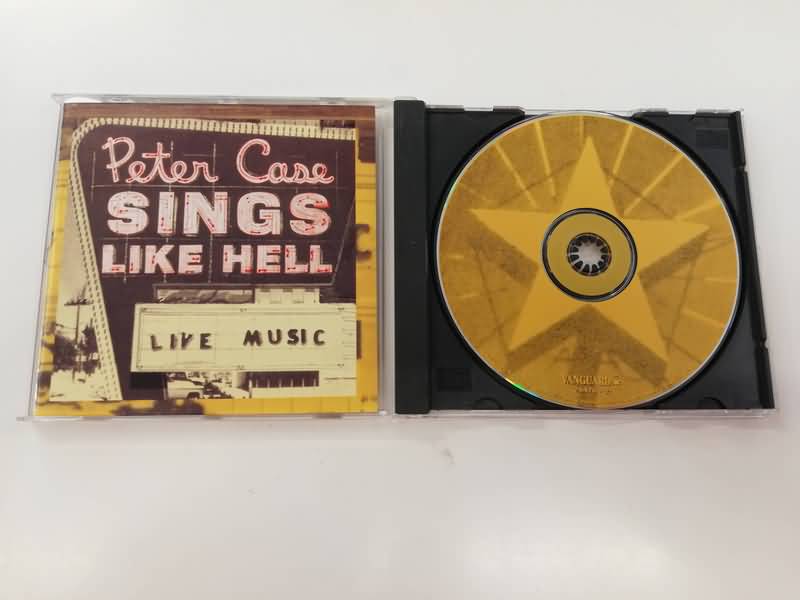 Peter Case
SINGS
LIKE HELL
LIVE MUSIC
VANGUARD